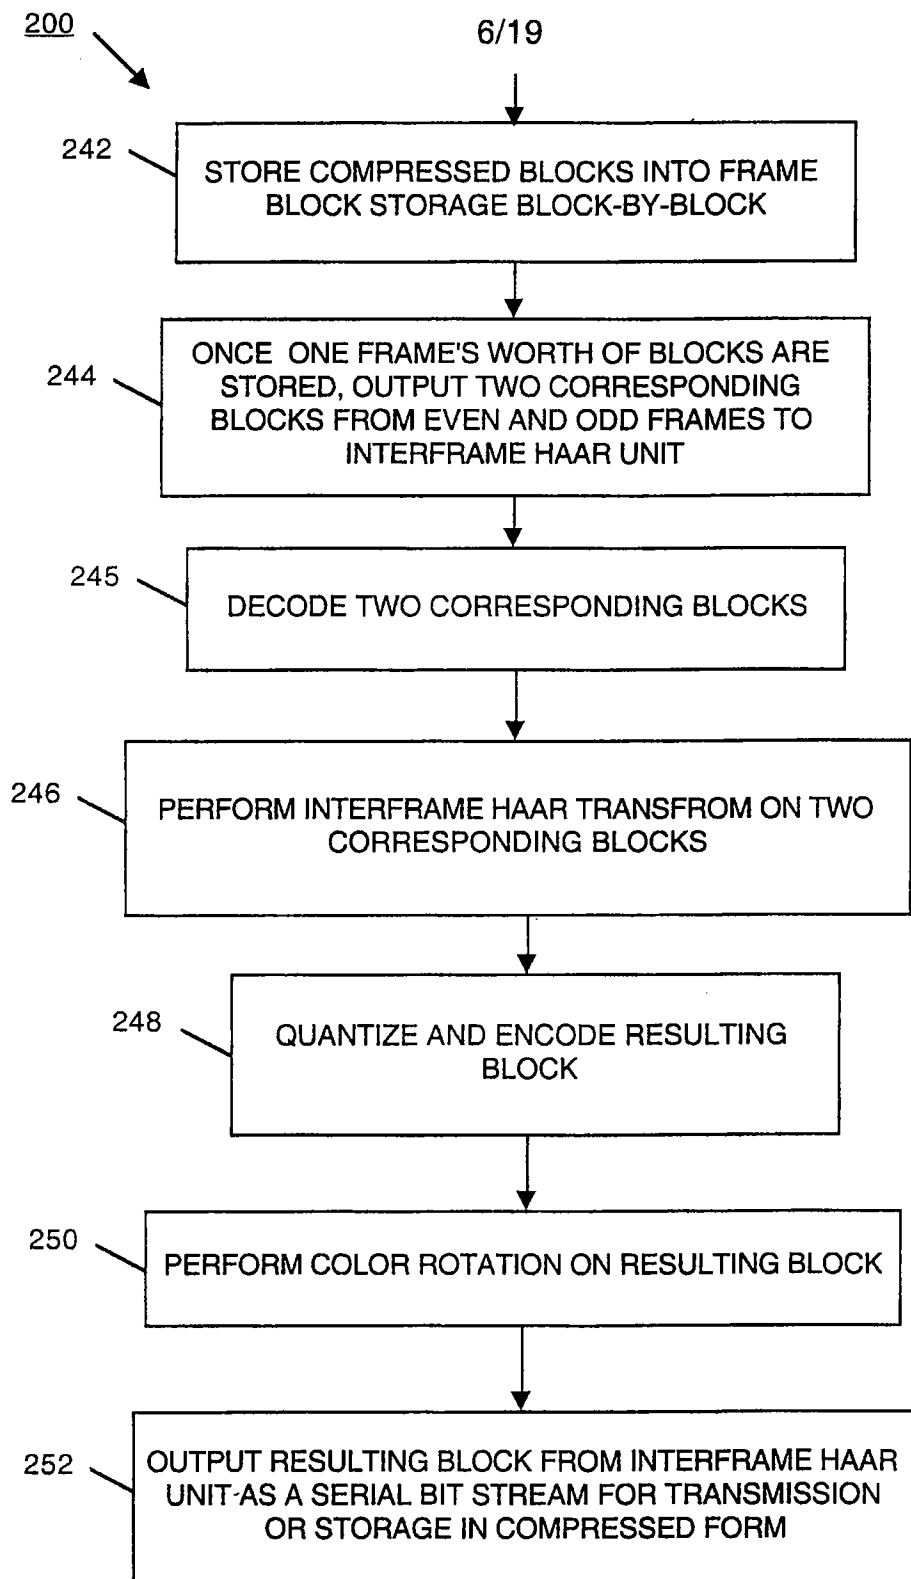 200
6/19
242
STORE COMPRESSED BLOCKS INTO FRAME
BLOCK STORAGE BLOCK-BY-BLOCK
244
ONCE ONE FRAME'S WORTH OF BLOCKS ARE
STORED, OUTPUT TWO CORRESPONDING
BLOCKS FROM EVEN AND ODD FRAMES TO
INTERFRAME HAAR UNIT
245
DECODE TWO CORRESPONDING BLOCKS
246
PERFORM INTERFRAME HAAR TRANSFROM ON TWO
CORRESPONDING BLOCKS
248
QUANTIZE AND ENCODE RESULTING
BLOCK
250
PERFORM COLOR ROTATION ON RESULTING BLOCK
252
OUTPUT RESULTING BLOCK FROM INTERFRAME HAAR
UNIT AS A SERIAL BIT STREAM FOR TRANSMISSION
OR STORAGE IN COMPRESSED FORM